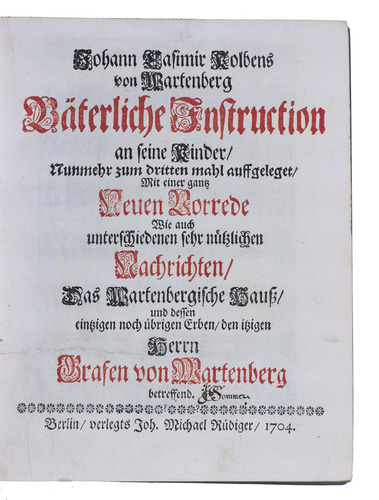 Johann Casimir Kolbens
von Wartenberg
Väterliche Instruction
an seine Kinder/
Nunmehr zum dritten mahl auffgeleget/
Mit einer gantz
Neuen Vorrede
Wie auch
unterschiedenen sehr nützlichen
Nachrichten/
Das Wartenbergische Hauß/
und dessen
eintzigen noch übrigen Erben/ den itzigen
Herrn
Grafen von Wartenberg
betreffend.
Berlin/ verlegts Joh. Michael Rüdiger/ 1704.